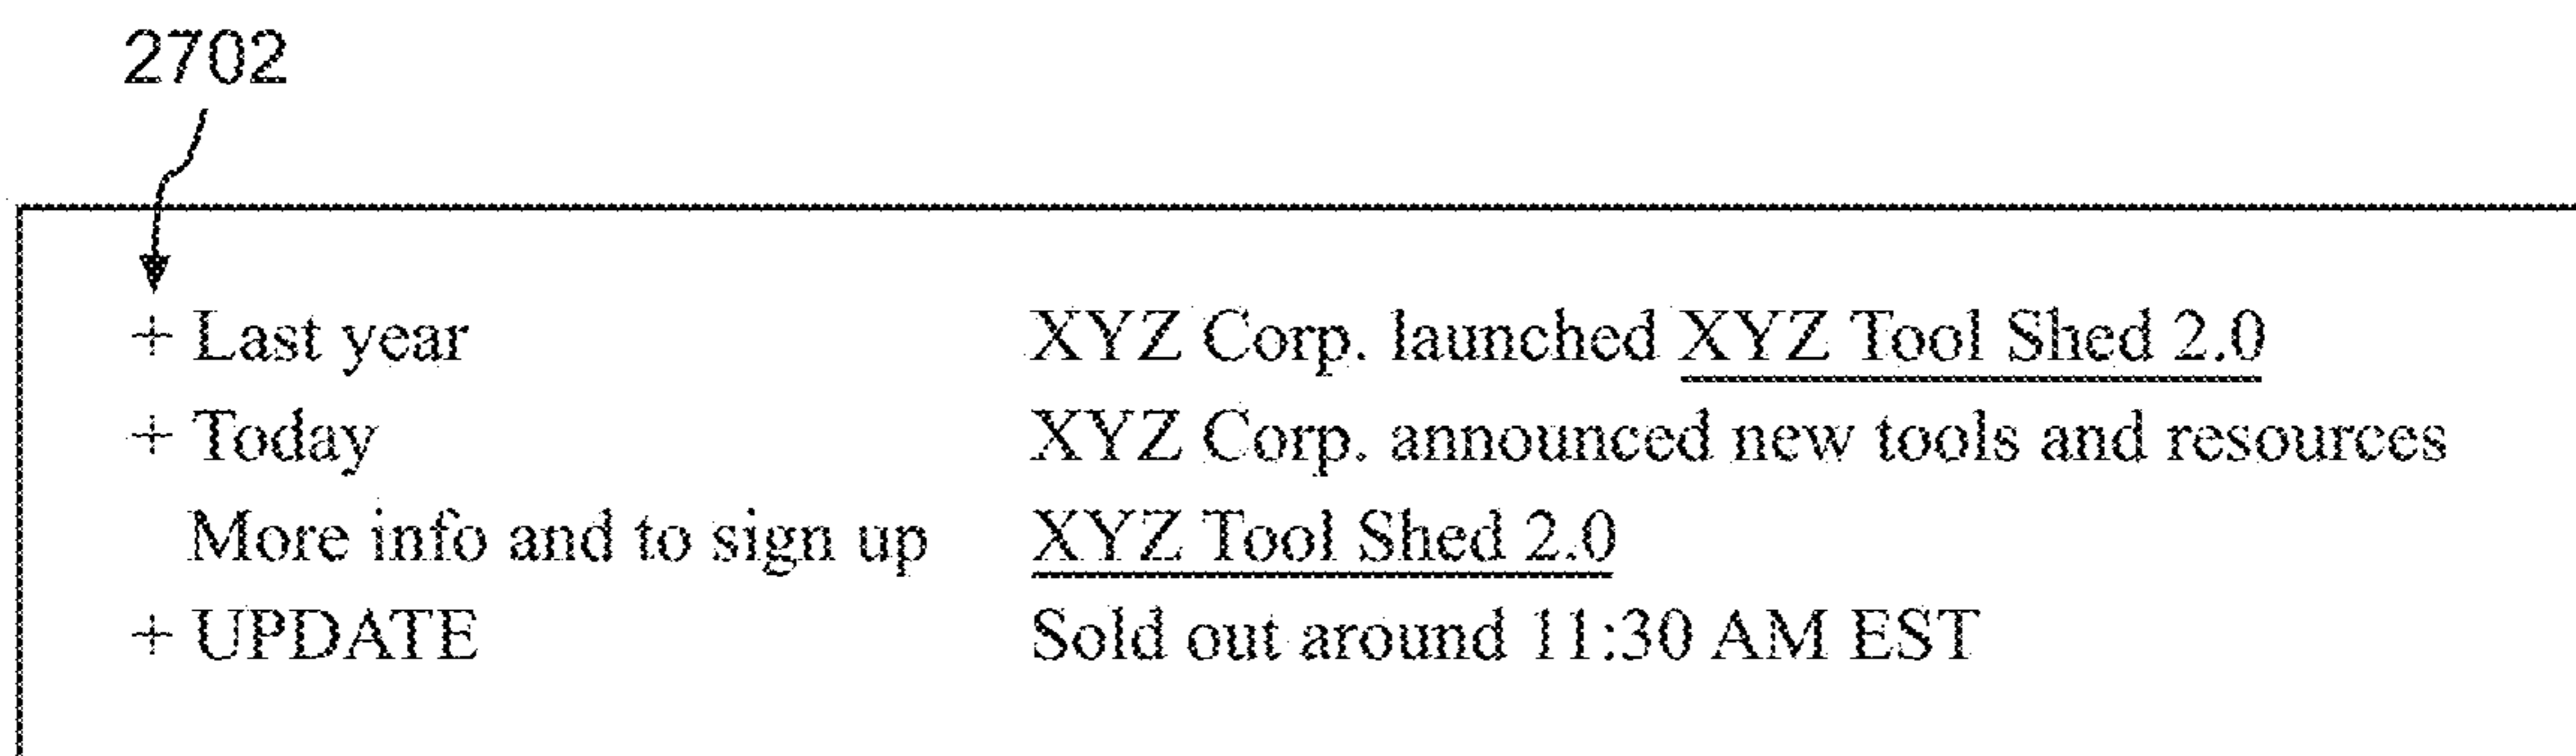 2702
+ Last year XYZ Corp. launched XYZ Tool Shed 2.0
+ Today XYZ Corp. announced new tools and resources
More info and to sign up XYZ Tool Shed 2.0
+ UPDATE Sold out around 11:30 AM EST